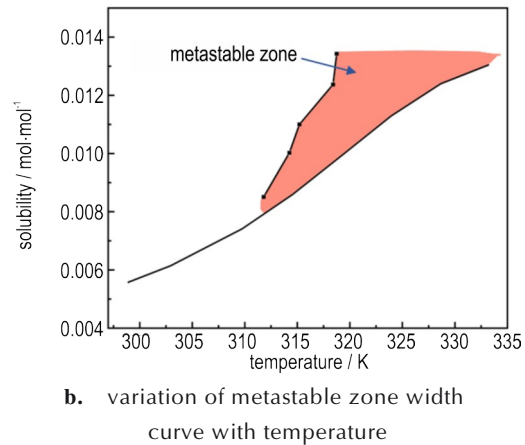 0.014
0.012
0.010
0.008
0.006
0.004
solubility / mol·mol⁻¹
metastable zone
300 305 310 315 320 325 330 335
temperature / K
b. variation of metastable zone width
curve with temperature